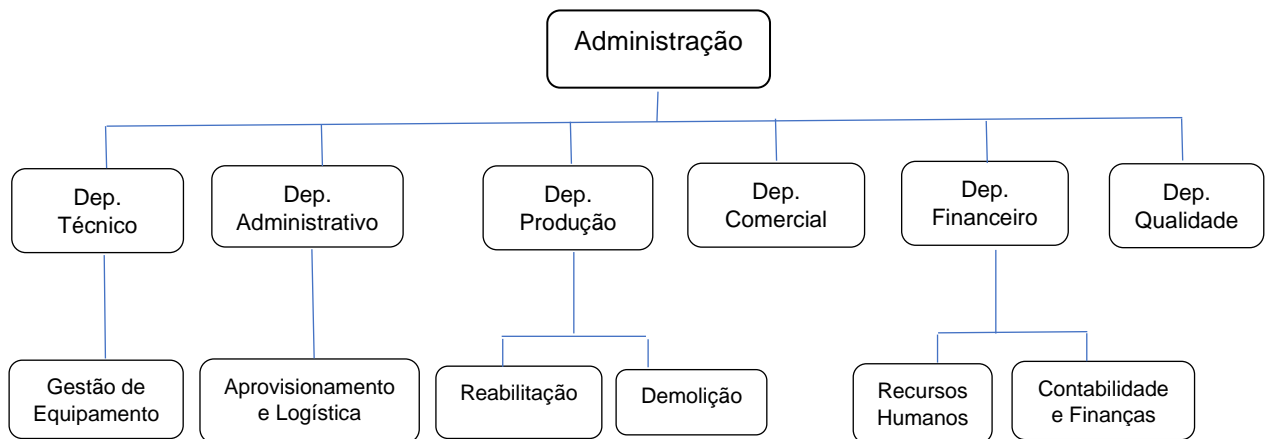 Administração
Dep.
Técnico
Dep.
Administrativo
Dep.
Produção
Dep.
Comercial
Dep.
Financeiro
Dep.
Qualidade
Gestão de
Equipamento
Aprovisionamento
e Logística
Reabilitação
Demolição
Recursos
Humanos
Contabilidade
e Finanças